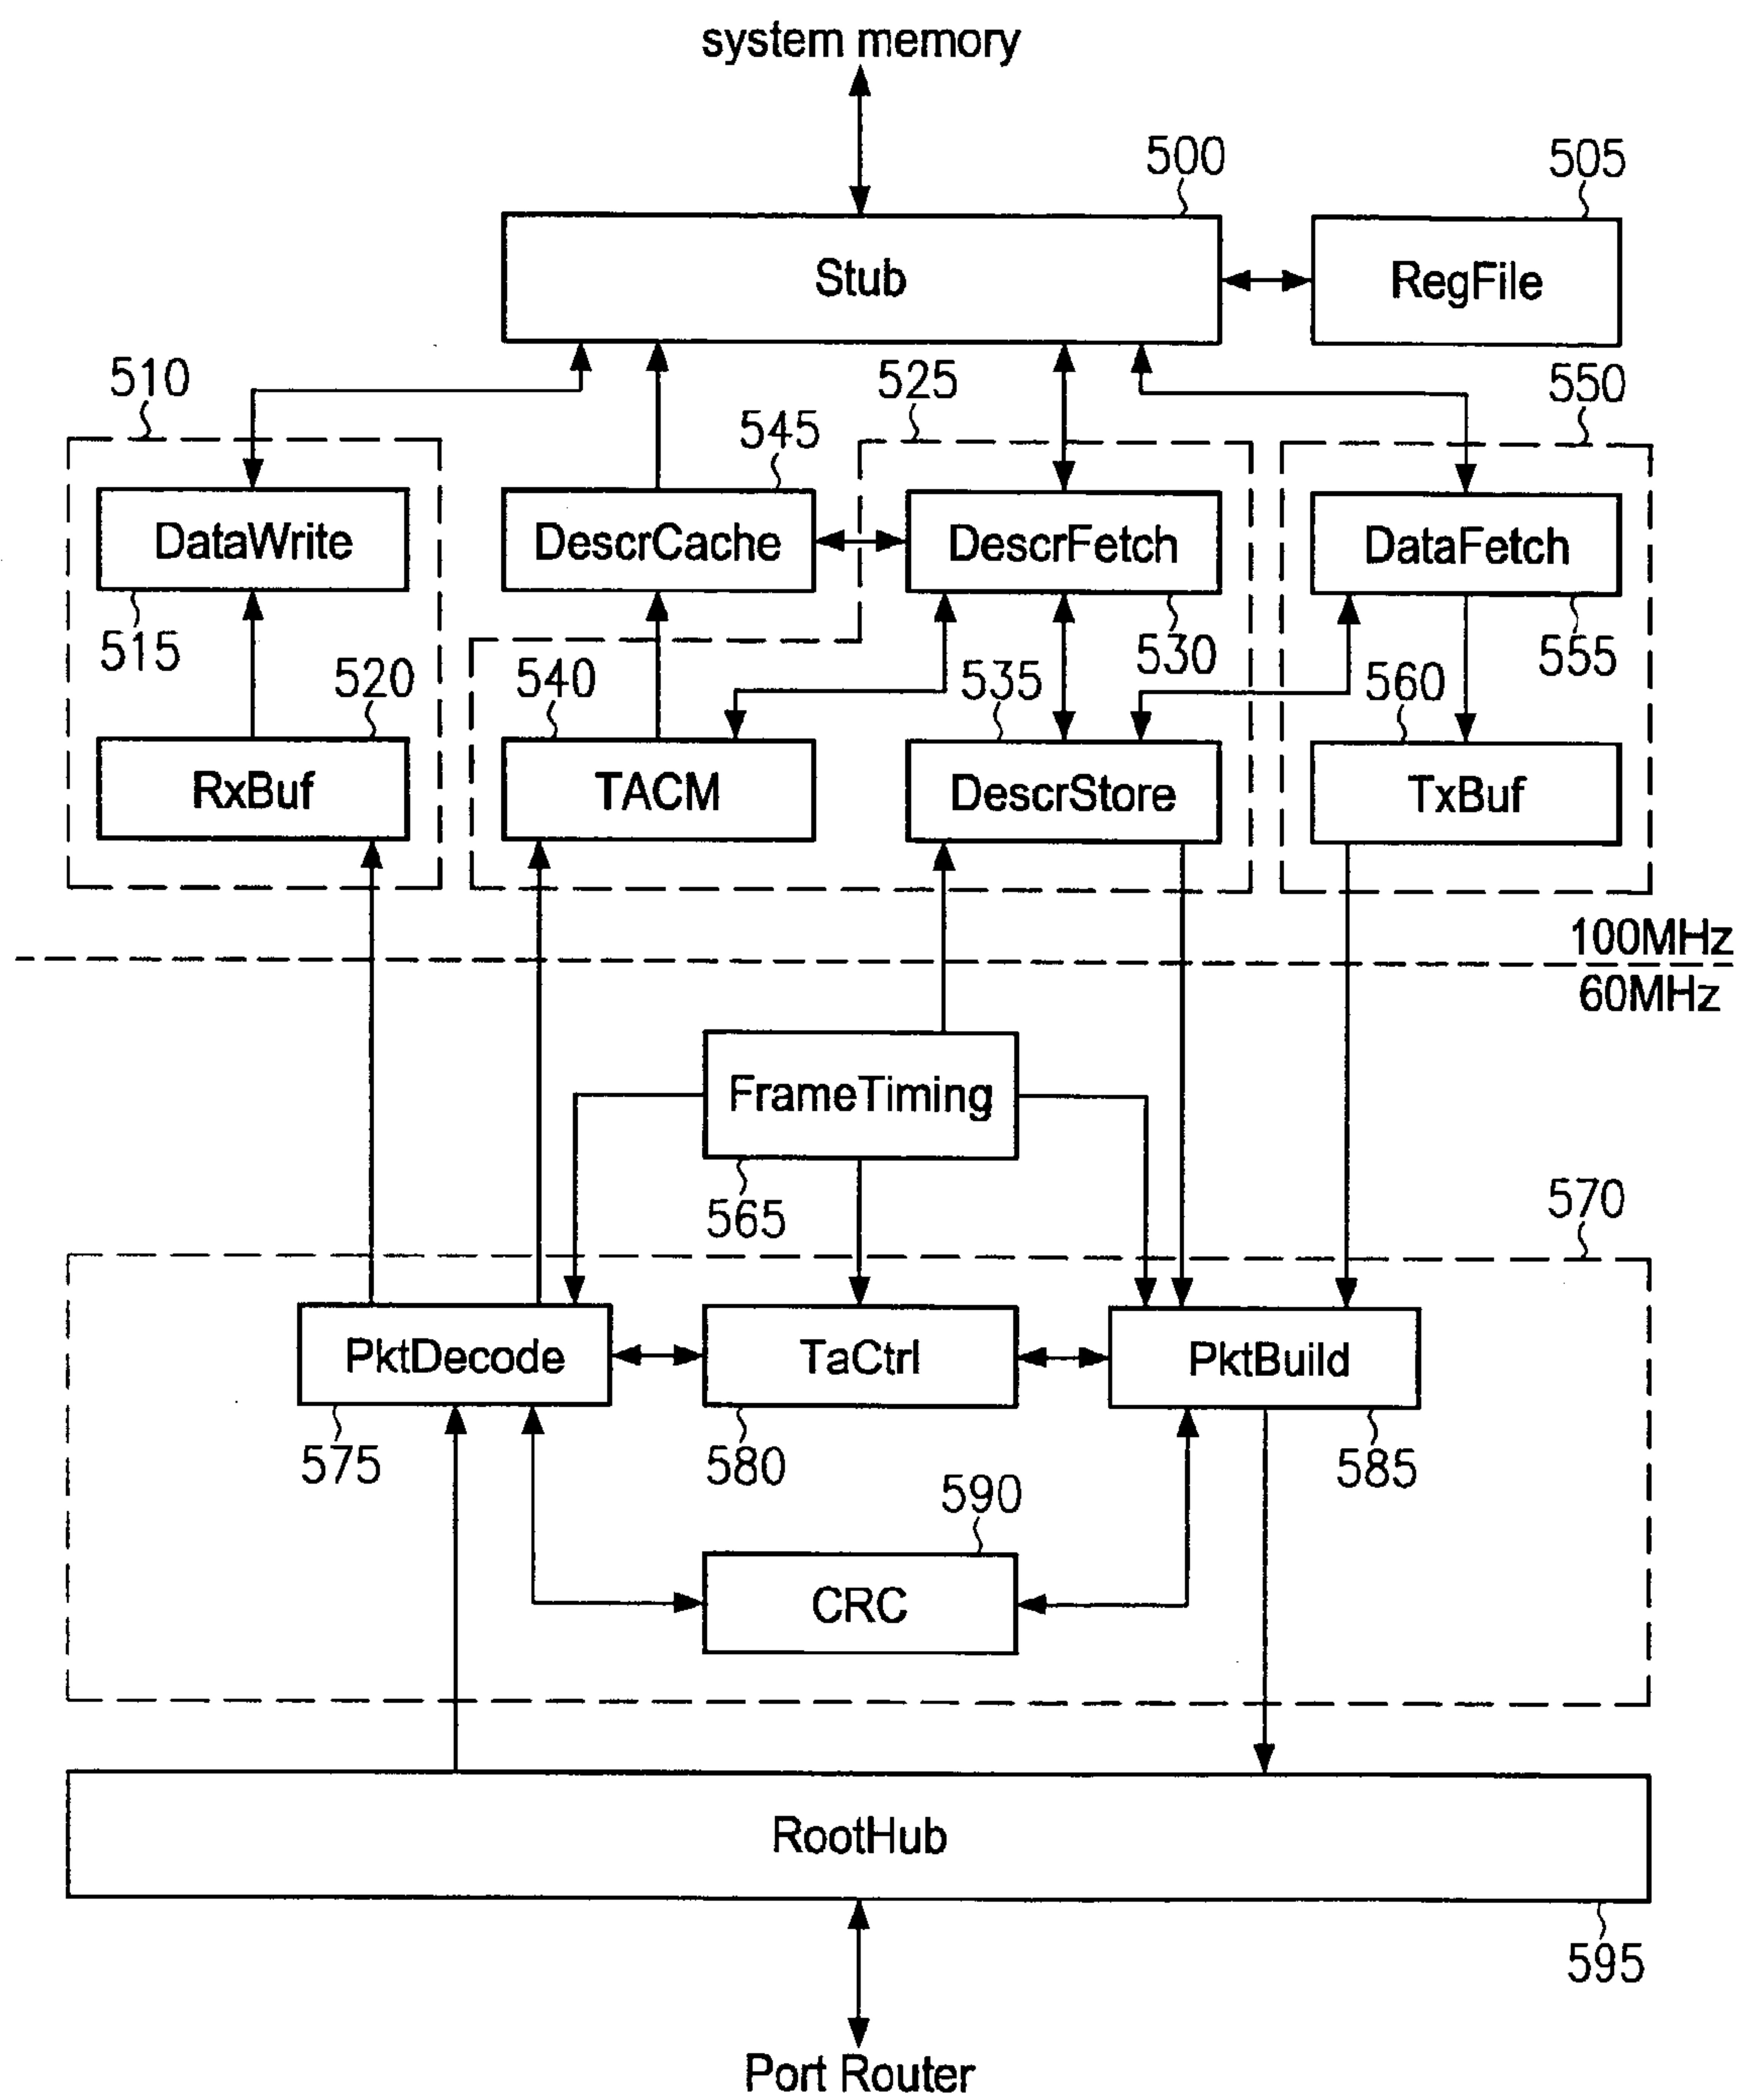 system memory
500
505
Stub
RegFile
510
525
550
545
DataWrite
DescrCache
DescrFetch
DataFetch
515
530
555
520
540
535
560
RxBuf
TACM
DescrStore
TxBuf
100MHz
60MHz
FrameTiming
565
570
PktDecode
TaCtrl
PktBuild
575
580
585
590
CRC
RootHub
595
Port Router